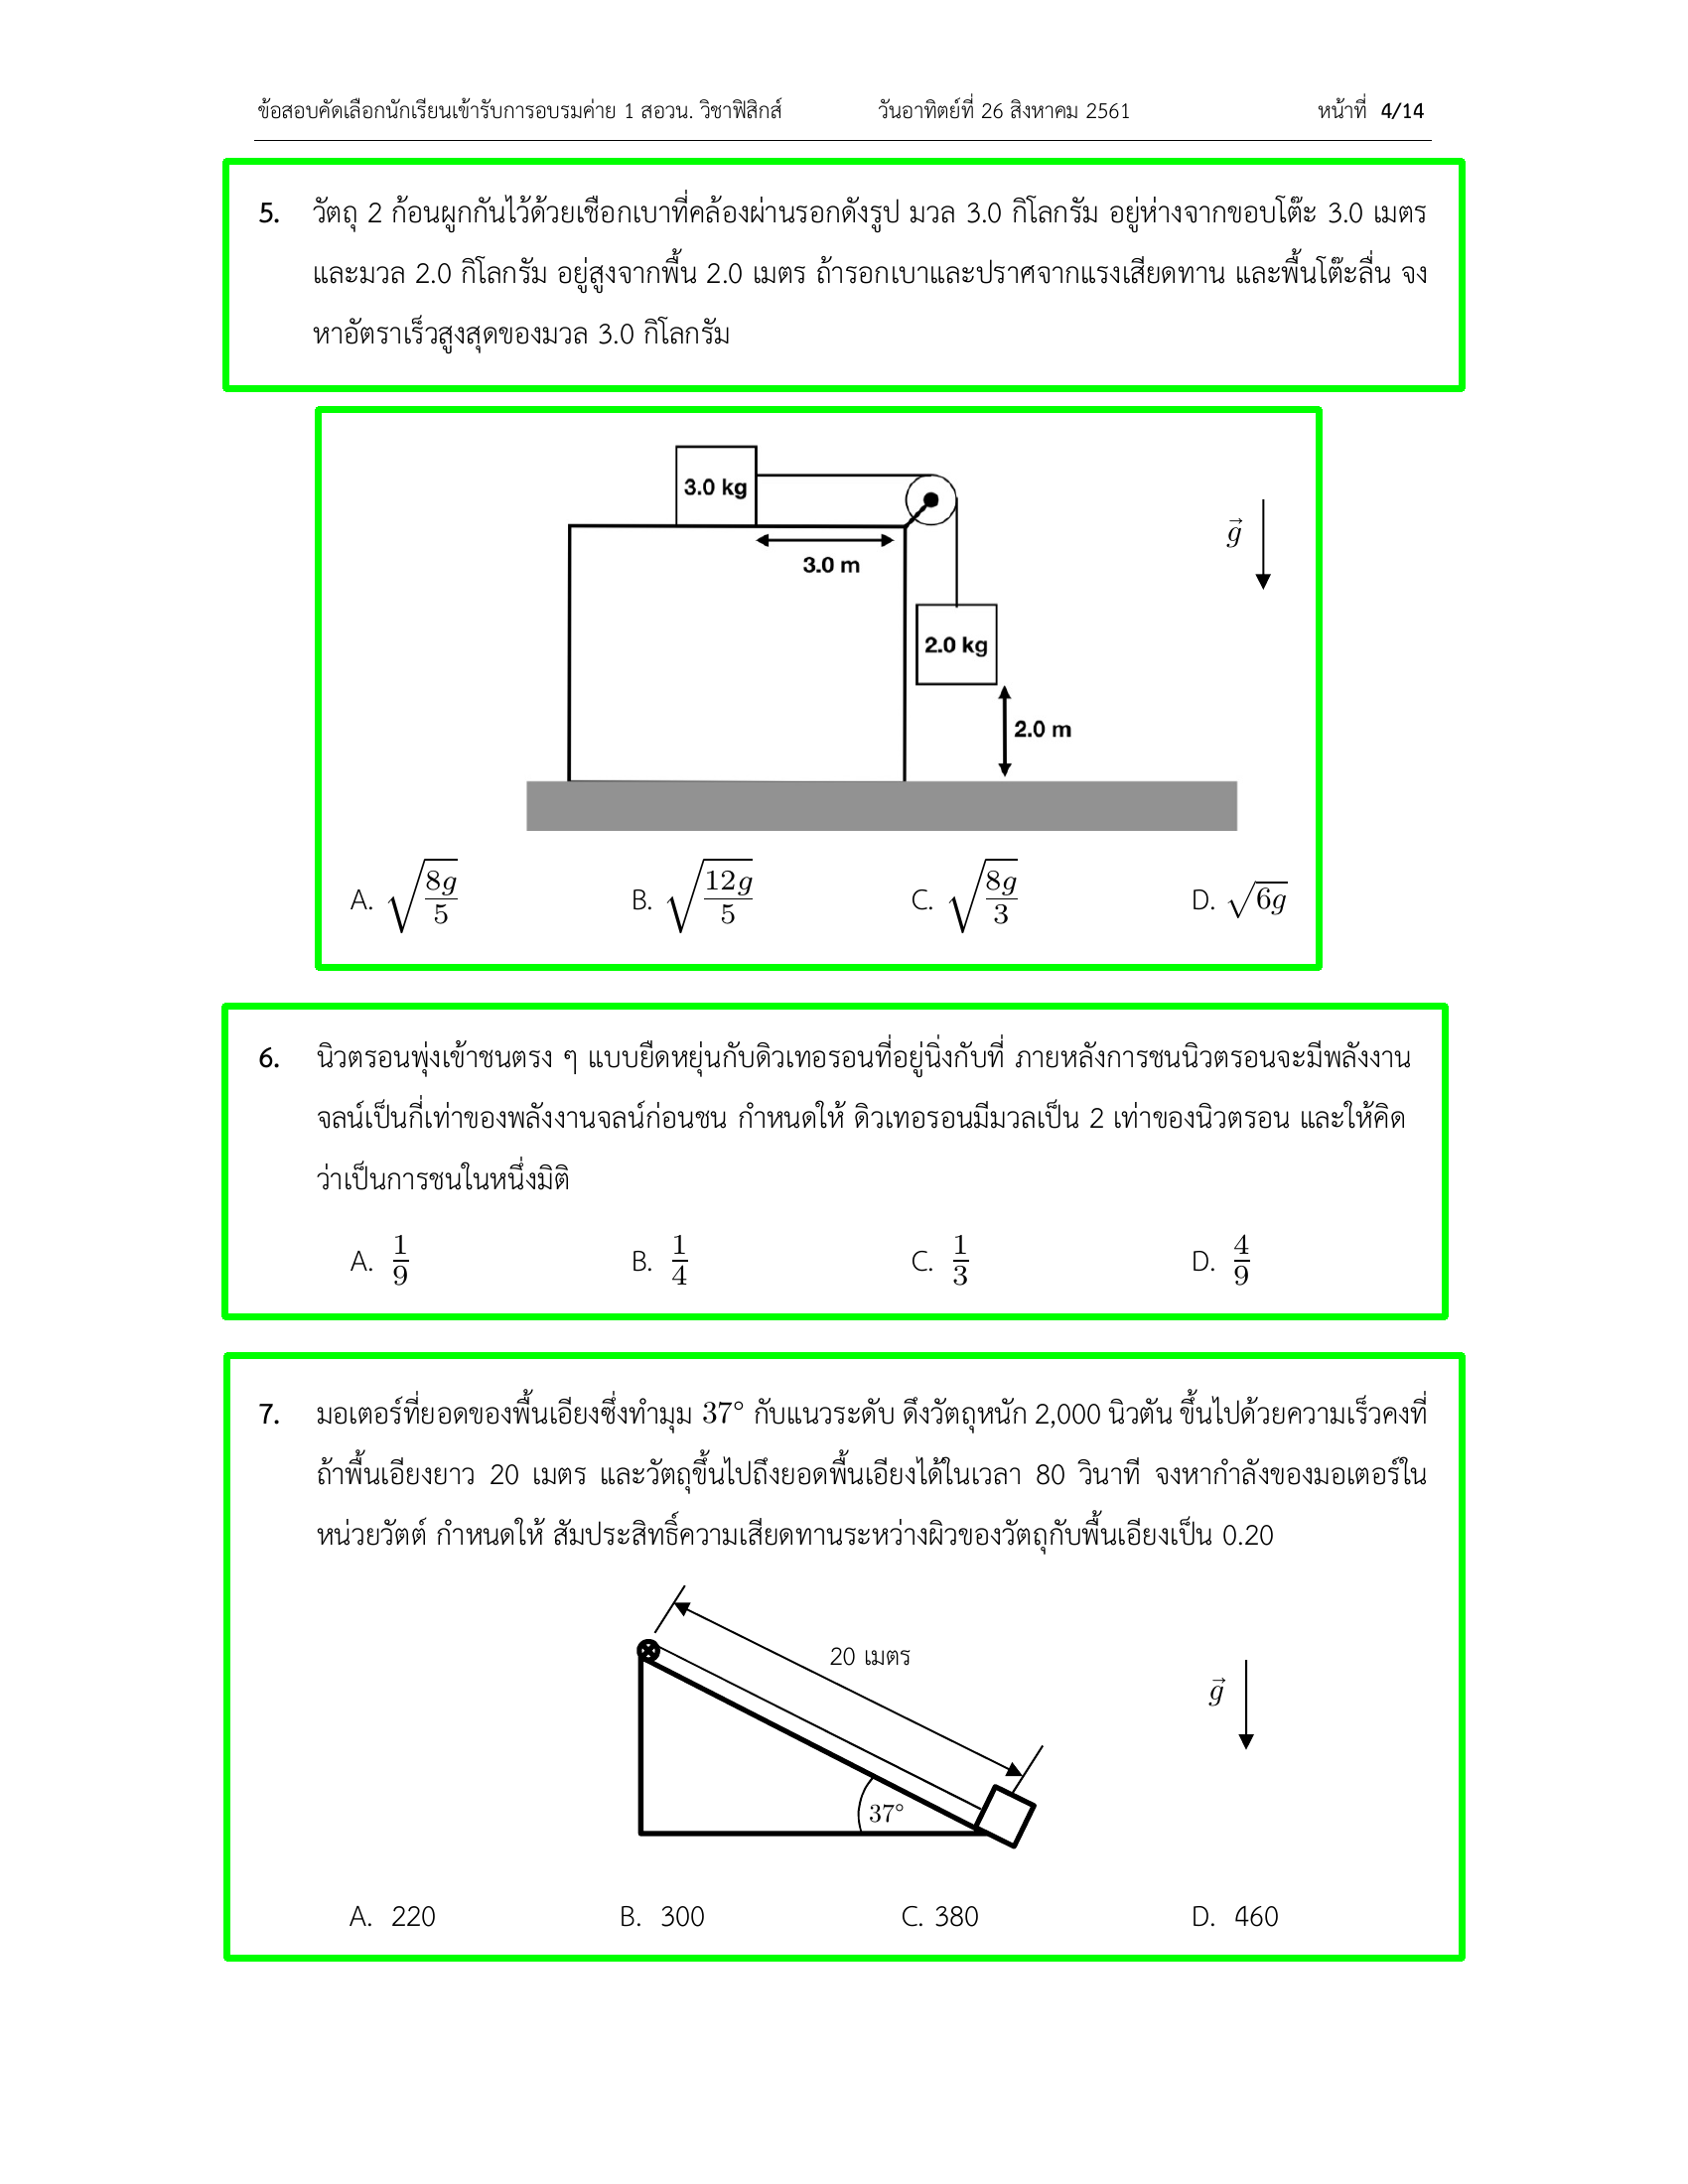 ข้อสอบคัดเลือกนักเรียนเข้ารับการอบรมค่าย 1 สอวน. วิชาฟิสิกส์ วันอาทิตย์ที่ 26 สิงหาคม 2561 หน้าที่ 4/14
5. วัตถุ 2 ก้อนผูกกันไว้ด้วยเชือกเบาที่คล้องผ่านรอกดังรูป มวล 3.0 กิโลกรัม อยู่ห่างจากขอบโต๊ะ 3.0 เมตร
และมวล 2.0 กิโลกรัม อยู่สูงจากพื้น 2.0 เมตร ถ้ารอกเบาและปราศจากแรงเสียดทาน และพื้นโต๊ะลื่น จง
หาอัตราเร็วสูงสุดของมวล 3.0 กิโลกรัม
3.0 kg
3.0 m
$\vec{g}$
2.0 kg
2.0 m
A. $\sqrt{\frac{8g}{5}}$ B. $\sqrt{\frac{12g}{5}}$ C. $\sqrt{\frac{8g}{3}}$ D. $\sqrt{6g}$
6. นิวตรอนพุ่งเข้าชนตรง ๆ แบบยืดหยุ่นกับดิวเทอรอนที่อยู่นิ่งกับที่ ภายหลังการชนนิวตรอนจะมีพลังงาน
จลน์เป็นกี่เท่าของพลังงานจลน์ก่อนชน กำหนดให้ ดิวเทอรอนมีมวลเป็น 2 เท่าของนิวตรอน และให้คิด
ว่าเป็นการชนในหนึ่งมิติ
A. $\frac{1}{9}$ B. $\frac{1}{4}$ C. $\frac{1}{3}$ D. $\frac{4}{9}$
7. มอเตอร์ที่ยอดของพื้นเอียงซึ่งทำมุม 37° กับแนวระดับ ดึงวัตถุหนัก 2,000 นิวตัน ขึ้นไปด้วยความเร็วคงที่
ถ้าพื้นเอียงยาว 20 เมตร และวัตถุขึ้นไปถึงยอดพื้นเอียงได้ในเวลา 80 วินาที จงหากำลังของมอเตอร์ใน
หน่วยวัตต์ กำหนดให้ สัมประสิทธิ์ความเสียดทานระหว่างผิวของวัตถุกับพื้นเอียงเป็น 0.20
20 เมตร
$\vec{g}$
37°
A. 220 B. 300 C. 380 D. 460